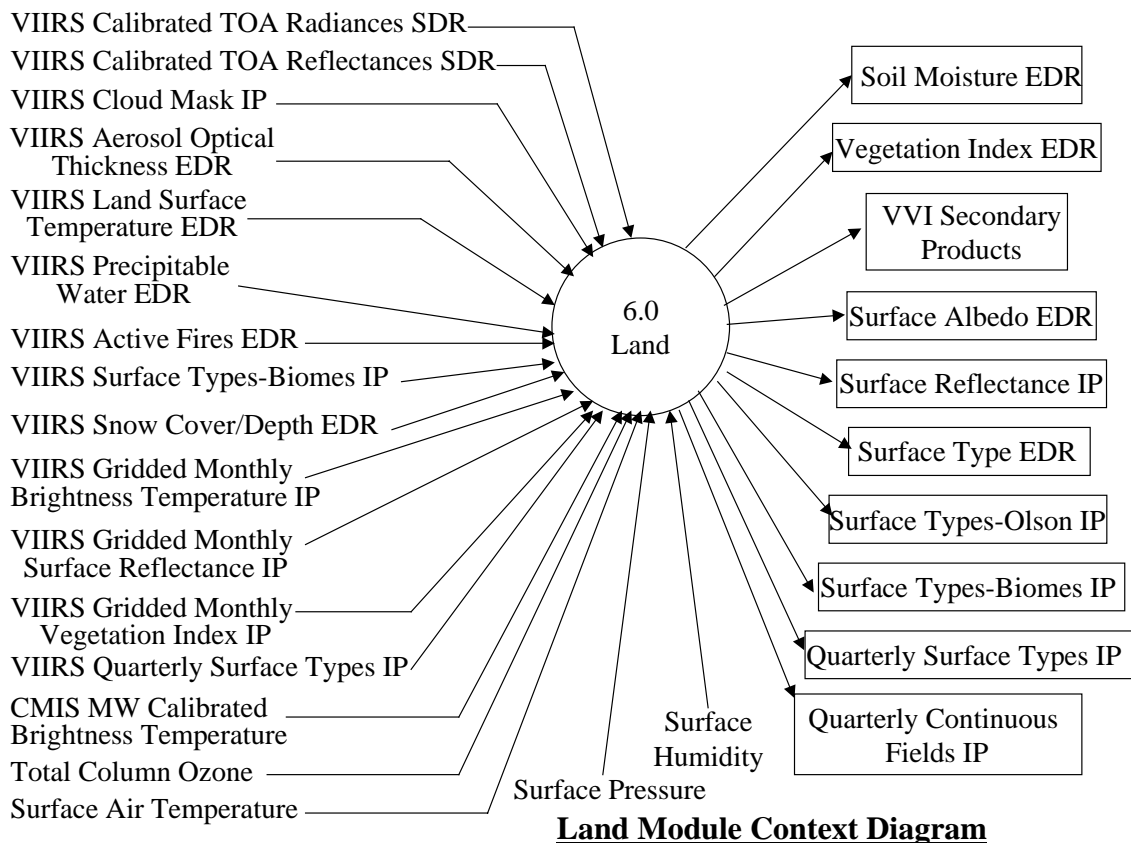 VIIRS Calibrated TOA Radiances SDR
VIIRS Calibrated TOA Reflectances SDR
VIIRS Cloud Mask IP
VIIRS Aerosol Optical
Thickness EDR
VIIRS Land Surface
Temperature EDR
VIIRS Precipitable
Water EDR
VIIRS Active Fires EDR
VIIRS Surface Types-Biomes IP
VIIRS Snow Cover/Depth EDR
VIIRS Gridded Monthly
Brightness Temperature IP
VIIRS Gridded Monthly
Surface Reflectance IP
VIIRS Gridded Monthly
Vegetation Index IP
VIIRS Quarterly Surface Types IP
CMIS MW Calibrated
Brightness Temperature
Total Column Ozone
Surface Air Temperature
Surface Pressure
Surface
Humidity
6.0
Land
Soil Moisture EDR
Vegetation Index EDR
VVI Secondary
Products
Surface Albedo EDR
Surface Reflectance IP
Surface Type EDR
Surface Types-Olson IP
Surface Types-Biomes IP
Quarterly Surface Types IP
Quarterly Continuous
Fields IP
Land Module Context Diagram